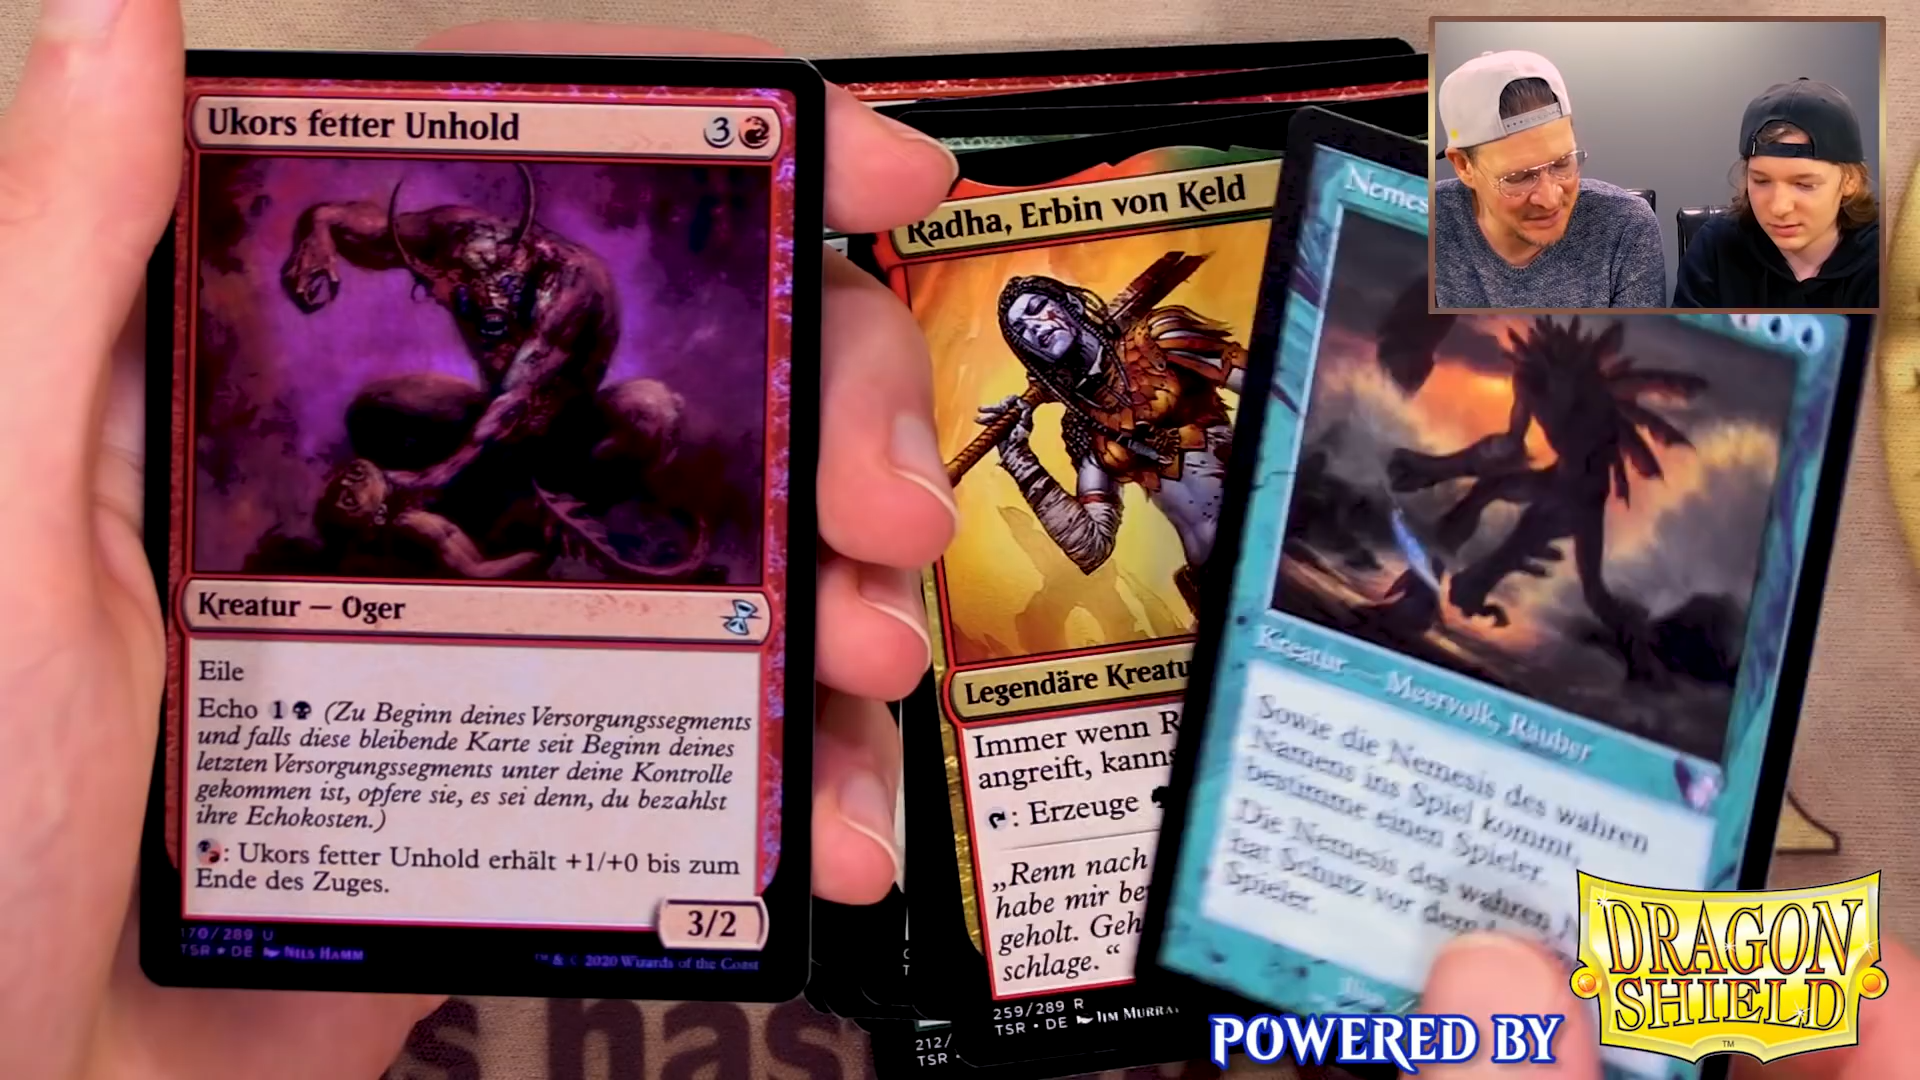 Ukors fetter Unhold
3
Kreatur — Oger
Eile
Echo 1 (Zu Beginn deines Versorgungssegments
und falls diese bleibende Karte seit Beginn deines
letzten Versorgungssegments unter deine Kontrolle
gekommen ist, opfere sie, es sei denn, du bezahlst
ihre Echokosten.)
: Ukors fetter Unhold erhält +1/+0 bis zum
Ende des Zuges.
3/2
170/289 U
TSR ★ DE NILS HAMM
™ & © 2020 Wizards of the Coast
Radha, Erbin von Keld
Legendäre Kreatu
Immer wenn R
angreift, kanns
: Erzeuge
„Renn nach
habe mir be
geholt. Geh
schlage.“
259/289 R
TSR • DE JIM MURRA
212/
TSR
Nemes
Kreatur — Meervolk, Räuber
Sowie die Nemesis des wahren
Namens ins Spiel kommt,
bestimme einen Spieler.
Die Nemesis des wahren
hat Schutz vor dem
Spieler.
POWERED BY
DRAGON
SHIELD
™